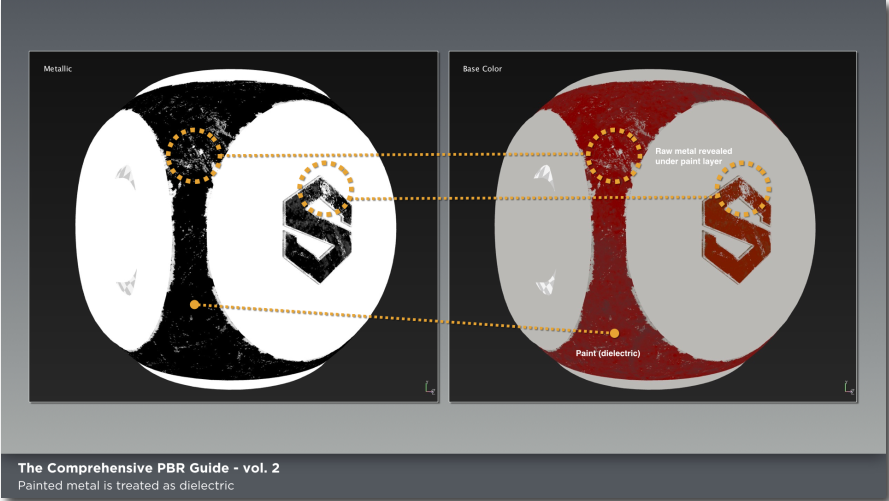 Metallic
Base Color
Raw metal revealed
under paint layer
S
S
Paint (dielectric)
The Comprehensive PBR Guide - vol. 2
Painted metal is treated as dielectric